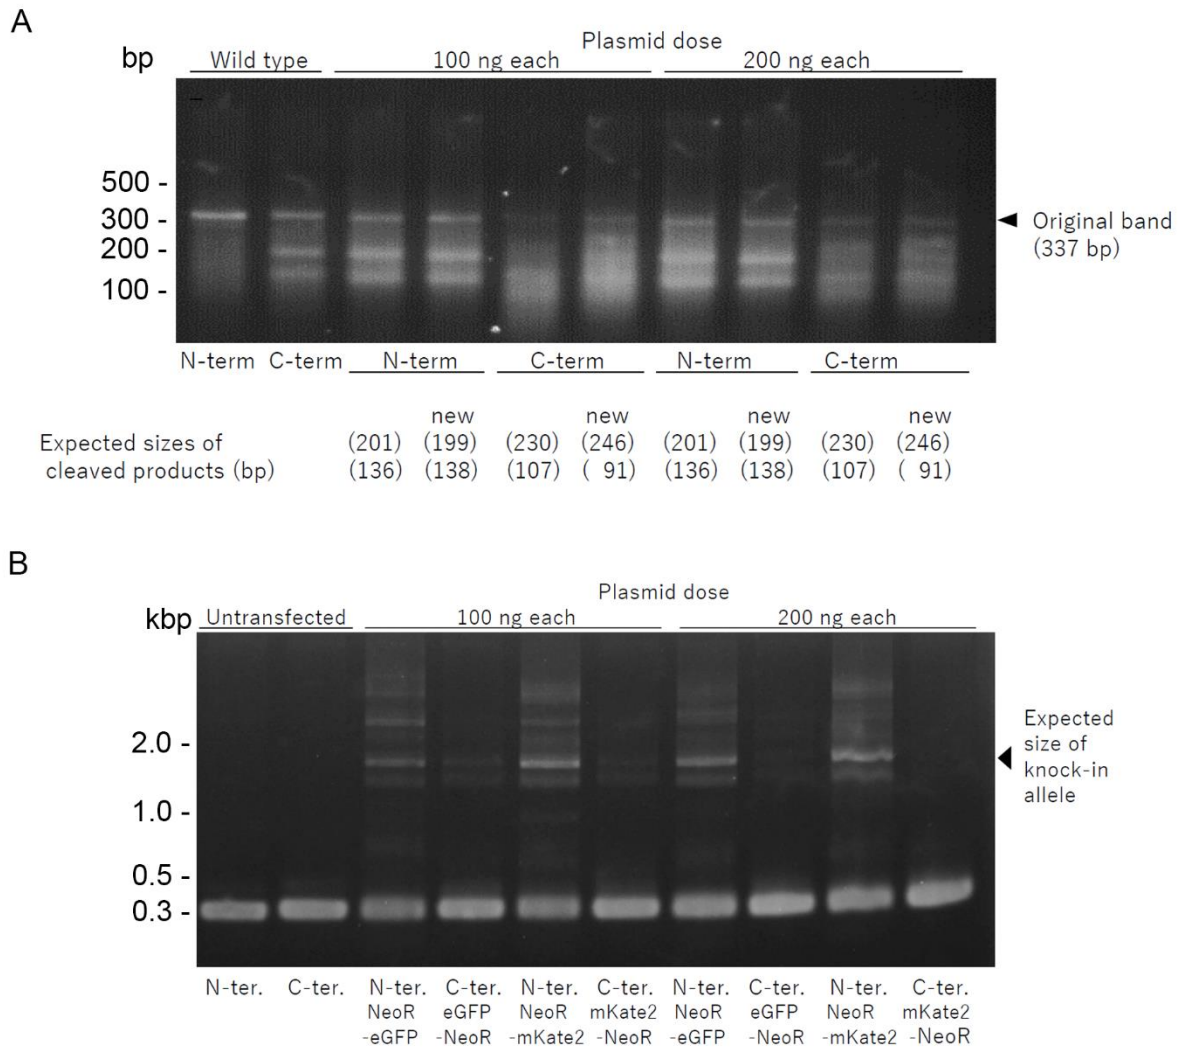 A
Plasmid dose
bp
Wild type
100 ng each
200 ng each
500 -
300 -
200 -
100 -
Original band
(337 bp)
N-term C-term N-term C-term N-term C-term
new new new new
Expected sizes of (201) (199) (230) (246) (201) (199) (230) (246)
cleaved products (bp) (136) (138) (107) ( 91) (136) (138) (107) ( 91)
B
Plasmid dose
kbp
Untransfected
100 ng each
200 ng each
2.0 -
1.0 -
0.5 -
0.3 -
Expected
size of
knock-in
allele
N-ter. C-ter. N-ter. C-ter. N-ter. C-ter. N-ter. C-ter. N-ter. C-ter.
NeoR eGFP NeoR mKate2 NeoR eGFP NeoR mKate2
-eGFP -NeoR -mKate2 -NeoR -eGFP -NeoR -mKate2 -NeoR